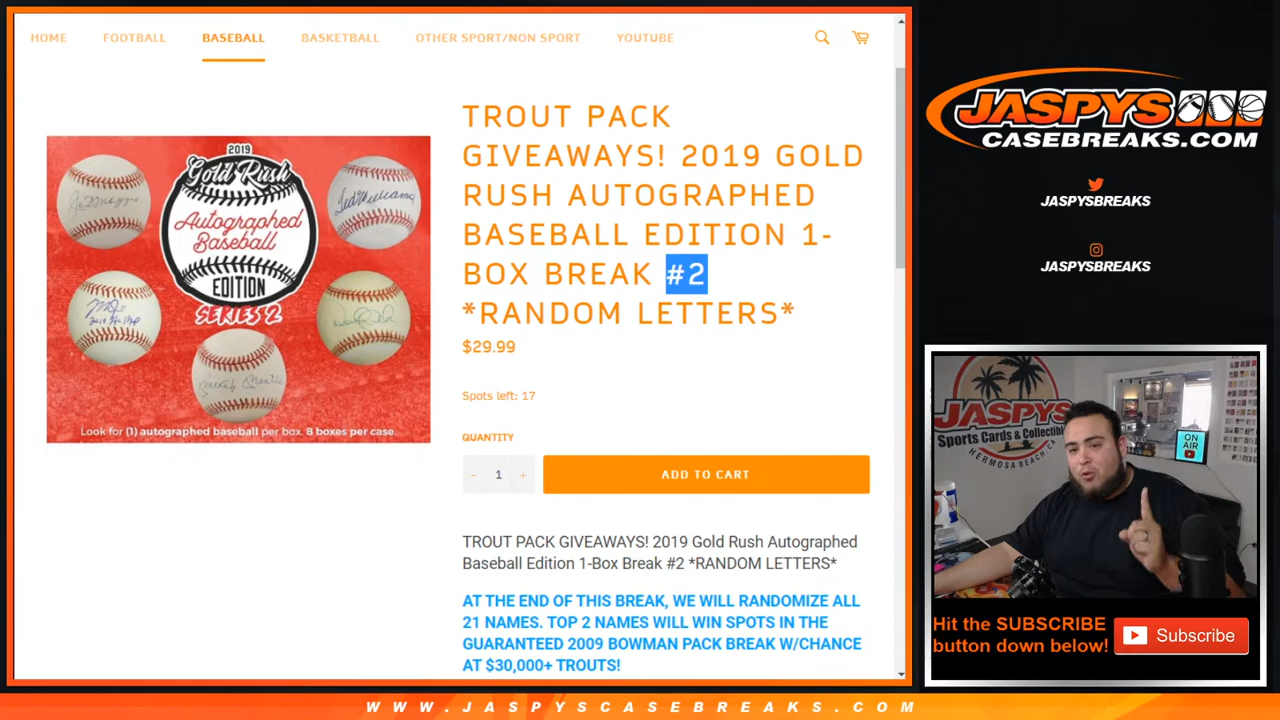 HOME FOOTBALL BASEBALL BASKETBALL OTHER SPORT/NON SPORT YOUTUBE
2019
Gold Rush
Autographed
Baseball
EDITION
SERIES 2
Look for (1) autographed baseball per box. 8 boxes per case.
TROUT PACK
GIVEAWAYS! 2019 GOLD
RUSH AUTOGRAPHED
BASEBALL EDITION 1-
BOX BREAK #2
*RANDOM LETTERS*
$29.99
Spots left: 17
QUANTITY
− 1 +
ADD TO CART
TROUT PACK GIVEAWAYS! 2019 Gold Rush Autographed
Baseball Edition 1-Box Break #2 *RANDOM LETTERS*
AT THE END OF THIS BREAK, WE WILL RANDOMIZE ALL
21 NAMES. TOP 2 NAMES WILL WIN SPOTS IN THE
GUARANTEED 2009 BOWMAN PACK BREAK W/CHANCE
AT $30,000+ TROUTS!
JASPYS
CASEBREAKS.COM
JASPYSBREAKS
JASPYSBREAKS
JASPYS
Sports Cards & Collectibles
HERMOSA BEACH, CA
ON
AIR
Hit the SUBSCRIBE
button down below!
Subscribe
WWW.JASPYSCASEBREAKS.COM